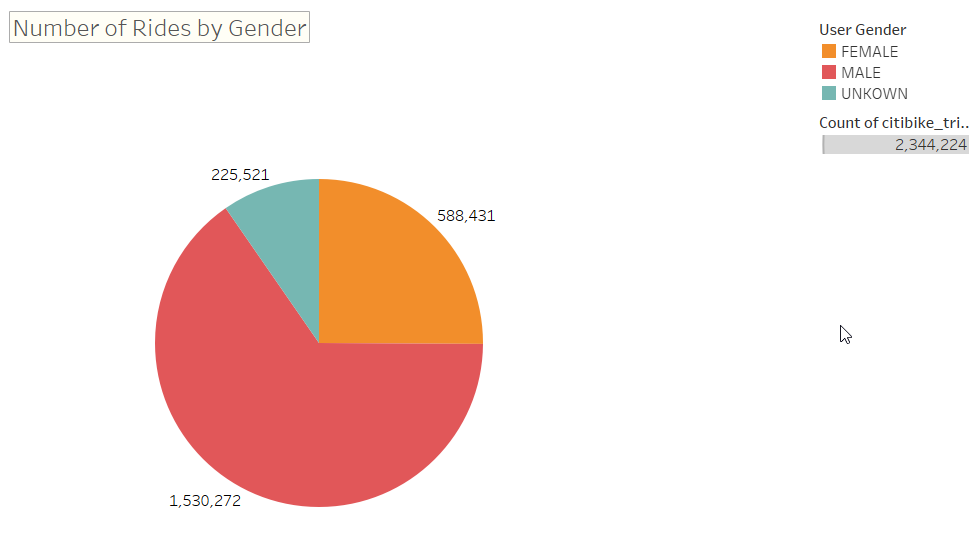 Number of Rides by Gender
User Gender
FEMALE
MALE
UNKOWN
Count of citibike_tri..
2,344,224
225,521
588,431
1,530,272